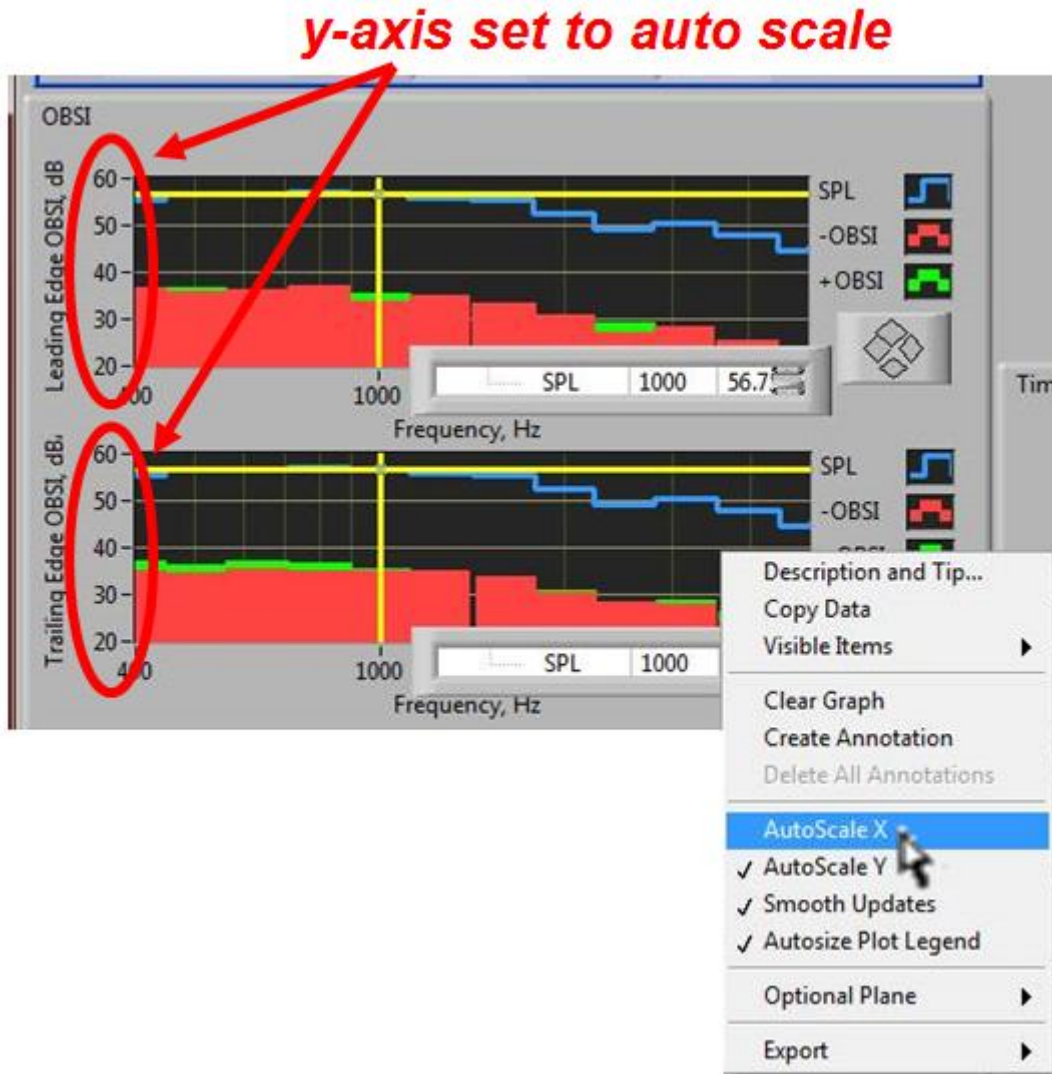 y-axis set to auto scale
OBSI
Leading Edge OBSI, dB
60
50
40
30
20
1000
Frequency, Hz
SPL
-OBSI
+OBSI
SPL 1000 56.7
Tim
Trailing Edge OBSI, dB
60
50
40
30
20
400
1000
Frequency, Hz
SPL
-OBSI
SPL 1000
Description and Tip...
Copy Data
Visible Items
Clear Graph
Create Annotation
Delete All Annotations
AutoScale X
AutoScale Y
Smooth Updates
Autosize Plot Legend
Optional Plane
Export